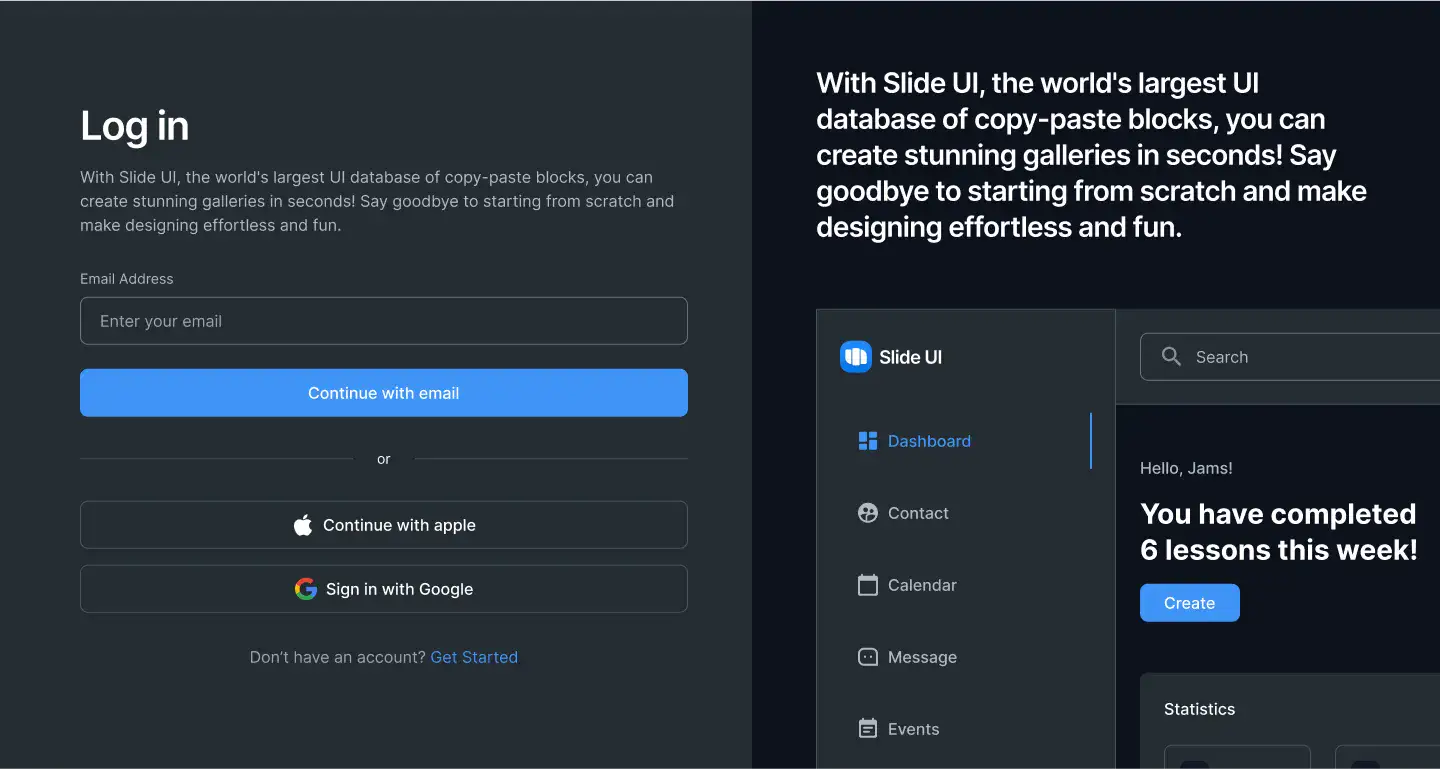 Log in
With Slide UI, the world's largest UI database of copy-paste blocks, you can
create stunning galleries in seconds! Say goodbye to starting from scratch and
make designing effortless and fun.
Email Address
Enter your email
Continue with email
or
Continue with apple
Sign in with Google
Don't have an account? Get Started
With Slide UI, the world's largest UI
database of copy-paste blocks, you can
create stunning galleries in seconds! Say
goodbye to starting from scratch and make
designing effortless and fun.
Slide UI
Dashboard
Contact
Calendar
Message
Events
Search
Hello, Jams!
You have completed
6 lessons this week!
Create
Statistics